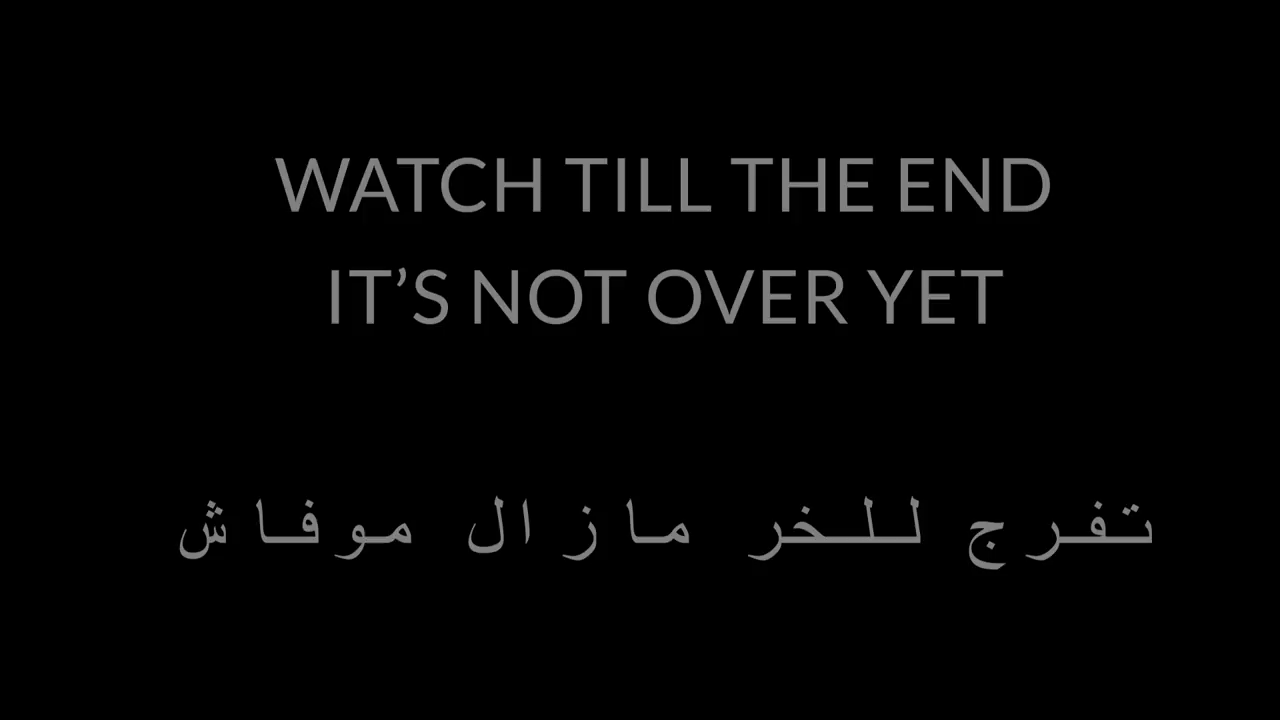 WATCH TILL THE END
IT’S NOT OVER YET
تفرج للخر مازال موفاش